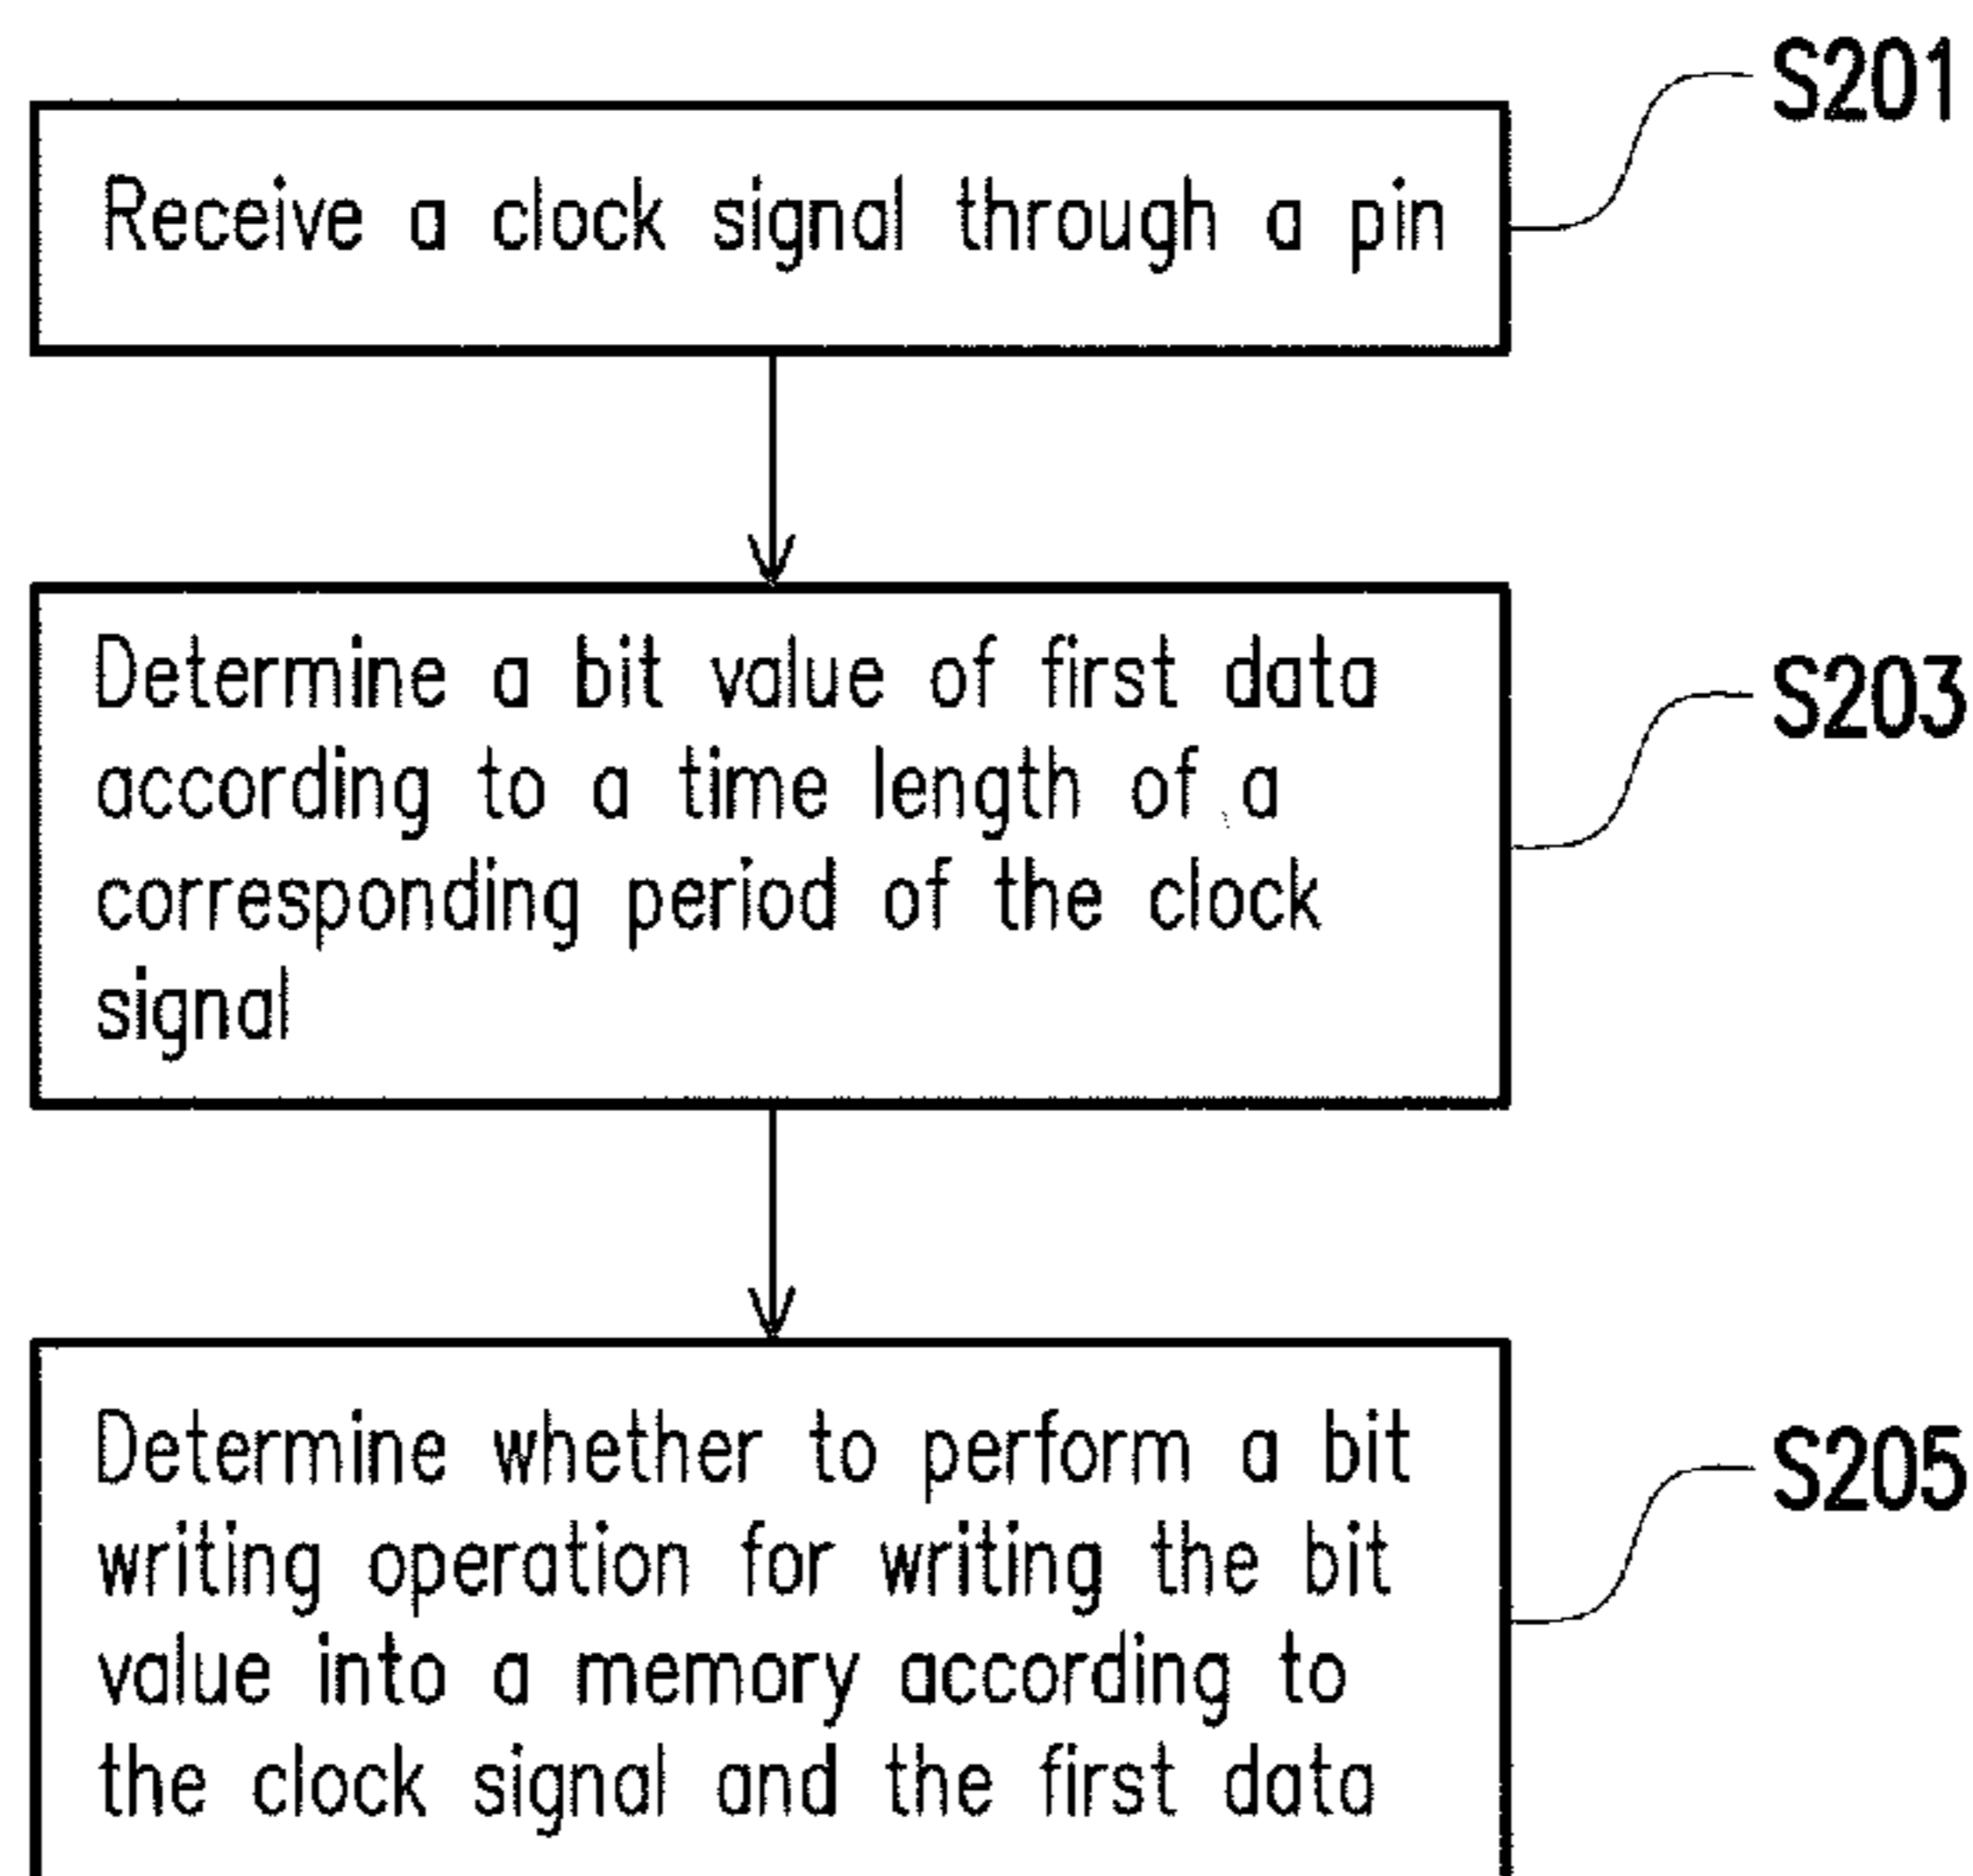 S201
Receive a clock signal through a pin
Determine a bit value of first data
S203
according to a time length of a
corresponding period of the clock
signal
Determine whether to perform a bit
S205
writing operation for writing the bit
value into a memory according to
the clock signal and the first data